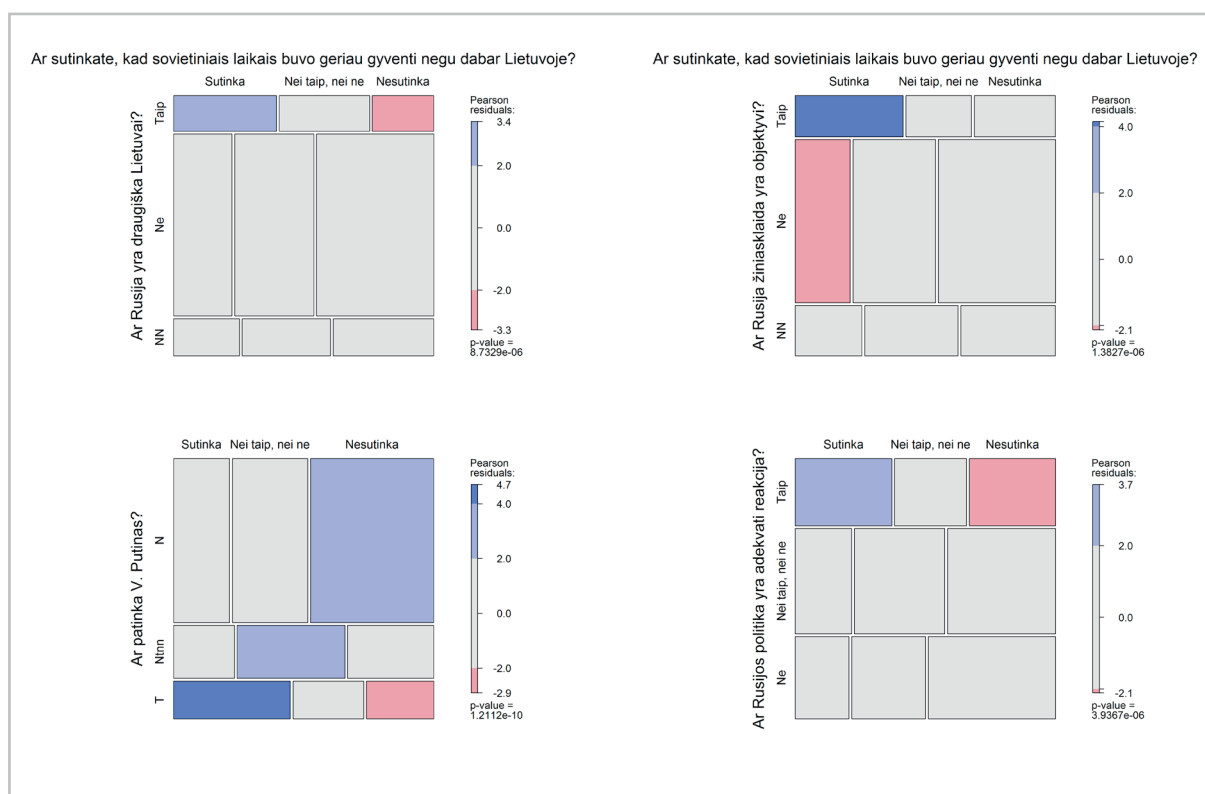 Ar sutinkate, kad sovietiniais laikais buvo geriau gyventi negu dabar Lietuvoje?
Sutinka Nei taip, nei ne Nesutinka
Ar Rusija yra draugiška Lietuvai?
Taip
Ne
NN
Pearson
residuals:
3.4
2.0
0.0
-2.0
-3.3
p-value =
8.7329e-06
Ar sutinkate, kad sovietiniais laikais buvo geriau gyventi negu dabar Lietuvoje?
Sutinka Nei taip, nei ne Nesutinka
Ar Rusija žiniasklaida yra objektyvi?
Taip
Ne
NN
Pearson
residuals:
4.0
2.0
0.0
-2.1
p-value =
1.3827e-06
Sutinka Nei taip, nei ne Nesutinka
Ar patinka V. Putinas?
N
Ntnn
T
Pearson
residuals:
4.7
4.0
2.0
0.0
-2.0
-2.9
p-value =
1.2112e-10
Sutinka Nei taip, nei ne Nesutinka
Ar Rusijos politika yra adekvati reakcija?
Taip
Nei taip, nei ne
Ne
Pearson
residuals:
3.7
2.0
0.0
-2.1
p-value =
3.9367e-06